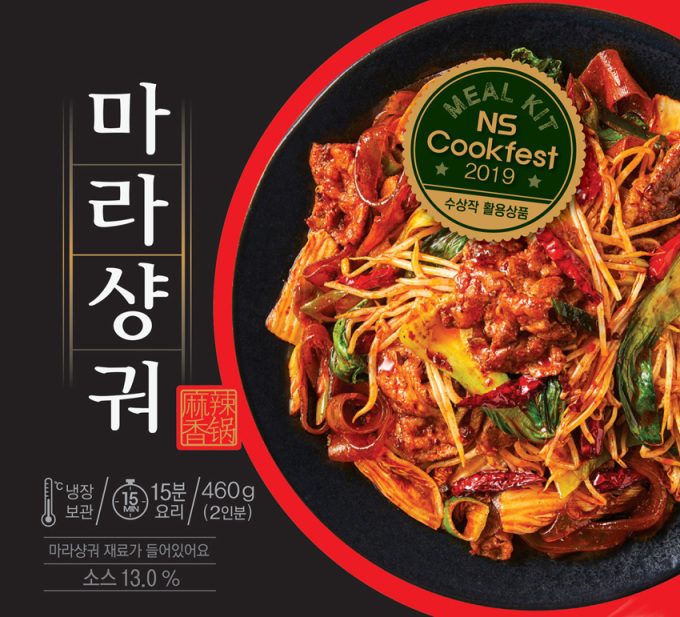 마라샹궈
麻辣
香锅
MEAL KIT
NS
Cookfest
2019
수상작 활용상품
℃ 냉장
보관
15
MIN
15분
요리
460g
(2인분)
마라샹궈 재료가 들어있어요
소스 13.0 %